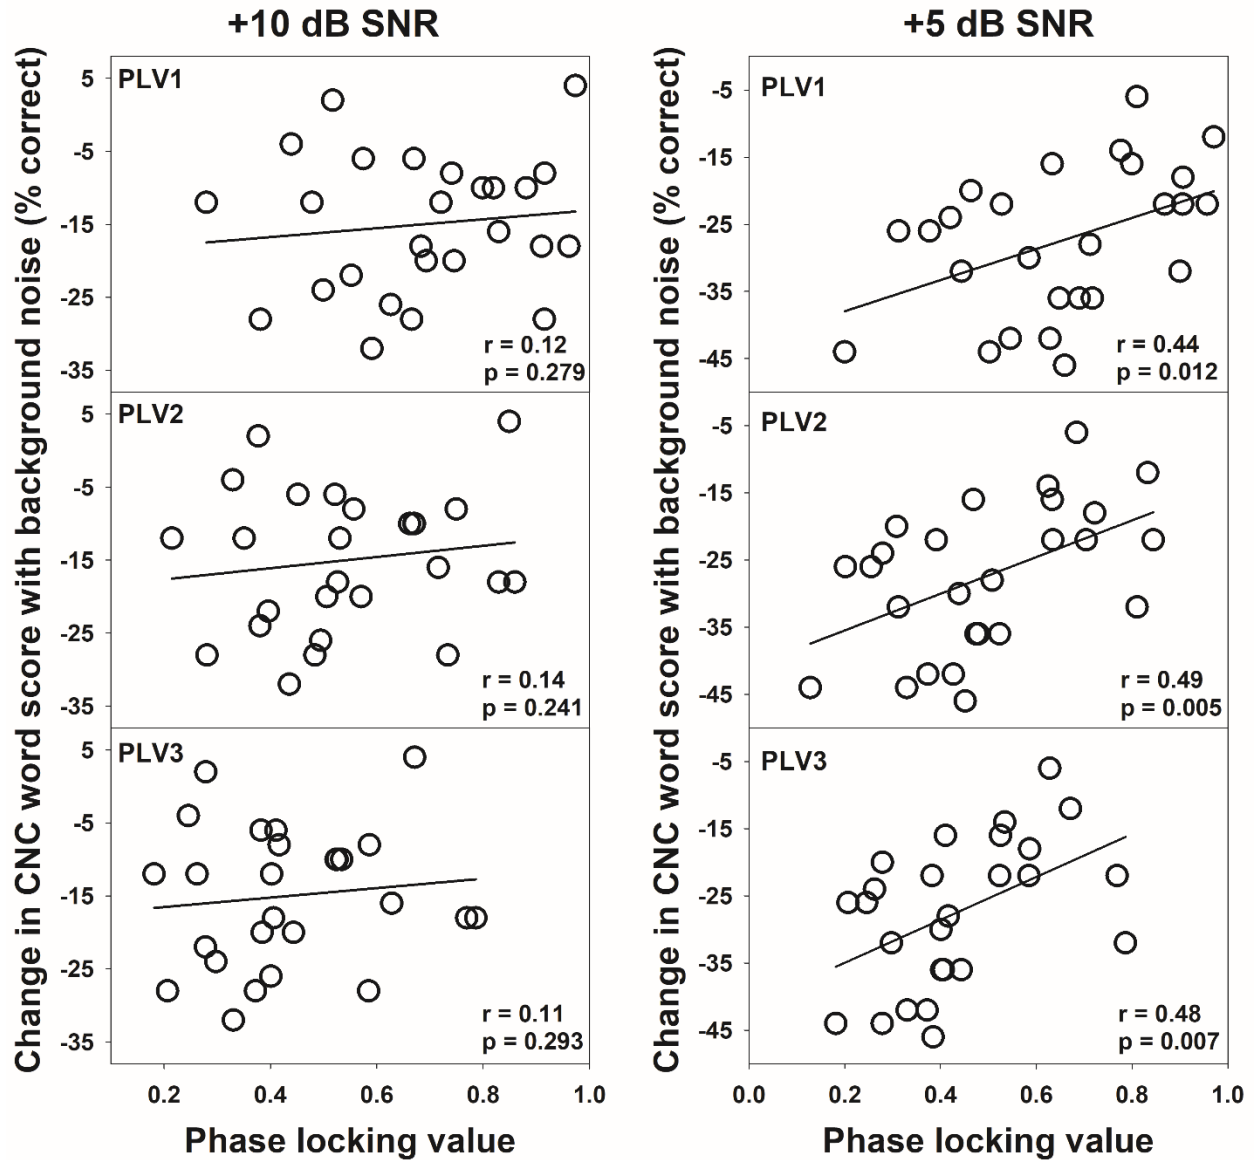 +10 dB SNR
+5 dB SNR
Change in CNC word score with background noise (% correct)
PLV1
5
-5
-15
-25
-35
r = 0.12
p = 0.279
PLV2
5
-5
-15
-25
-35
r = 0.14
p = 0.241
PLV3
5
-5
-15
-25
-35
r = 0.11
p = 0.293
0.2 0.4 0.6 0.8 1.0
Phase locking value
Change in CNC word score with background noise (% correct)
PLV1
-5
-15
-25
-35
-45
r = 0.44
p = 0.012
PLV2
-5
-15
-25
-35
-45
r = 0.49
p = 0.005
PLV3
-5
-15
-25
-35
-45
r = 0.48
p = 0.007
0.0 0.2 0.4 0.6 0.8 1.0
Phase locking value